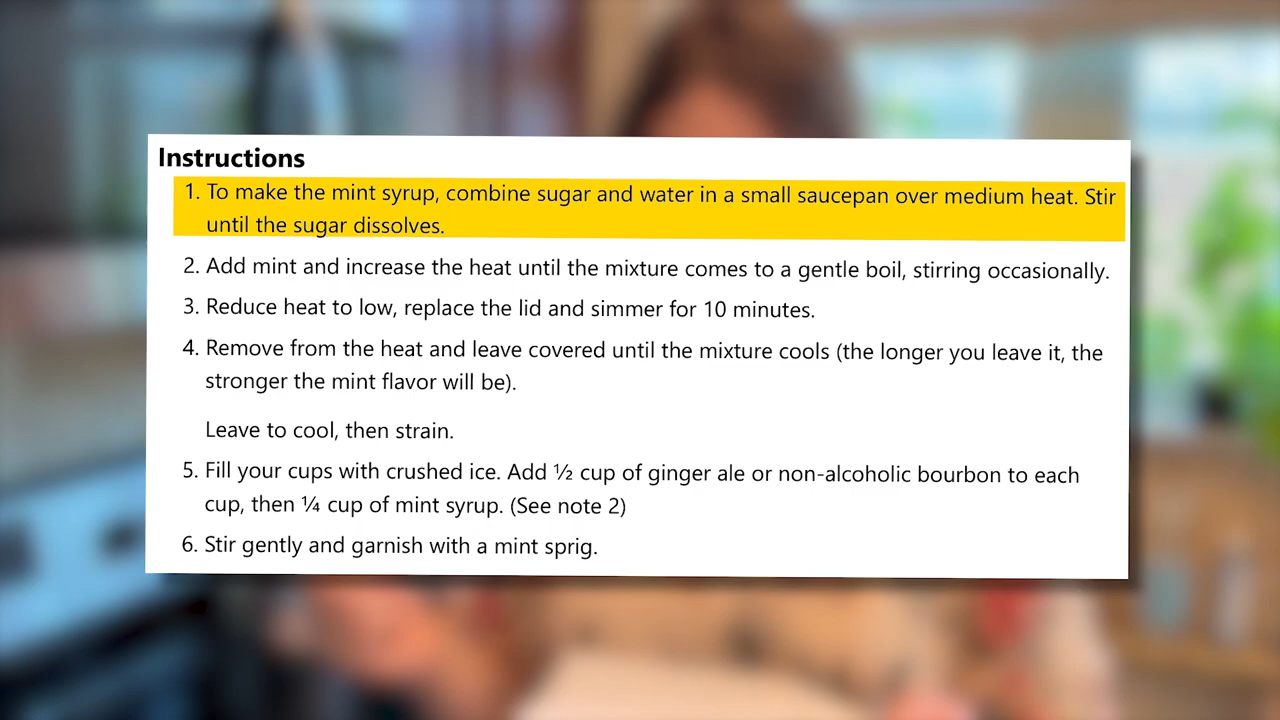 Instructions
1. To make the mint syrup, combine sugar and water in a small saucepan over medium heat. Stir
until the sugar dissolves.
2. Add mint and increase the heat until the mixture comes to a gentle boil, stirring occasionally.
3. Reduce heat to low, replace the lid and simmer for 10 minutes.
4. Remove from the heat and leave covered until the mixture cools (the longer you leave it, the
stronger the mint flavor will be).
Leave to cool, then strain.
5. Fill your cups with crushed ice. Add ½ cup of ginger ale or non-alcoholic bourbon to each
cup, then ¼ cup of mint syrup. (See note 2)
6. Stir gently and garnish with a mint sprig.